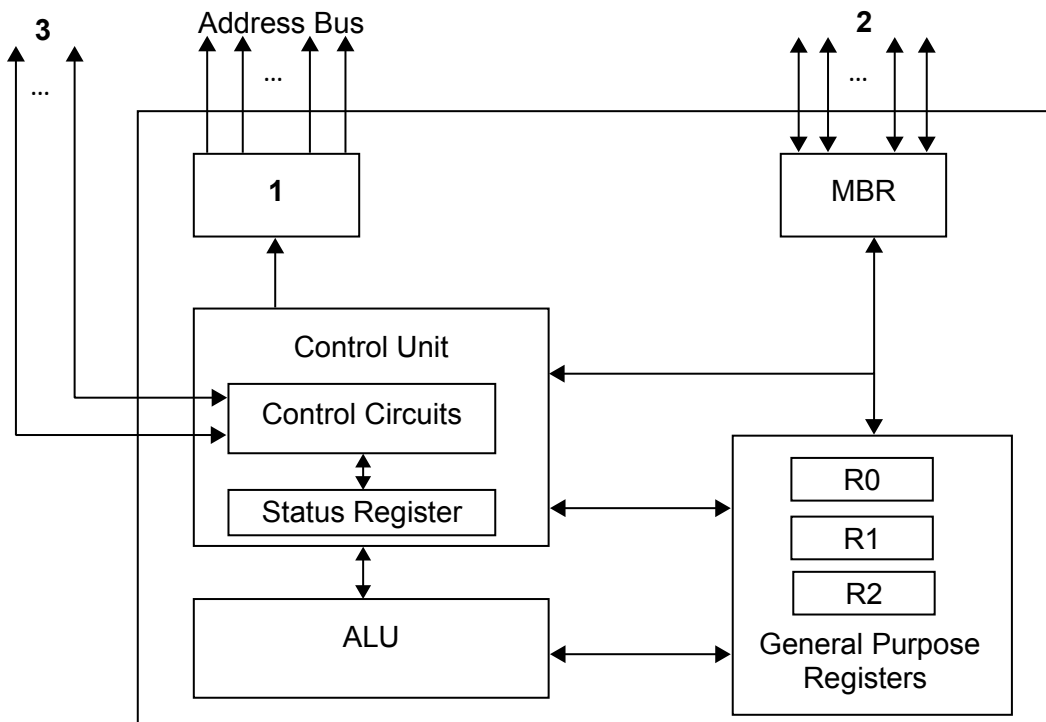 3
Address Bus
2
...
...
...
1
MBR
Control Unit
Control Circuits
Status Register
R0
R1
R2
ALU
General Purpose
Registers